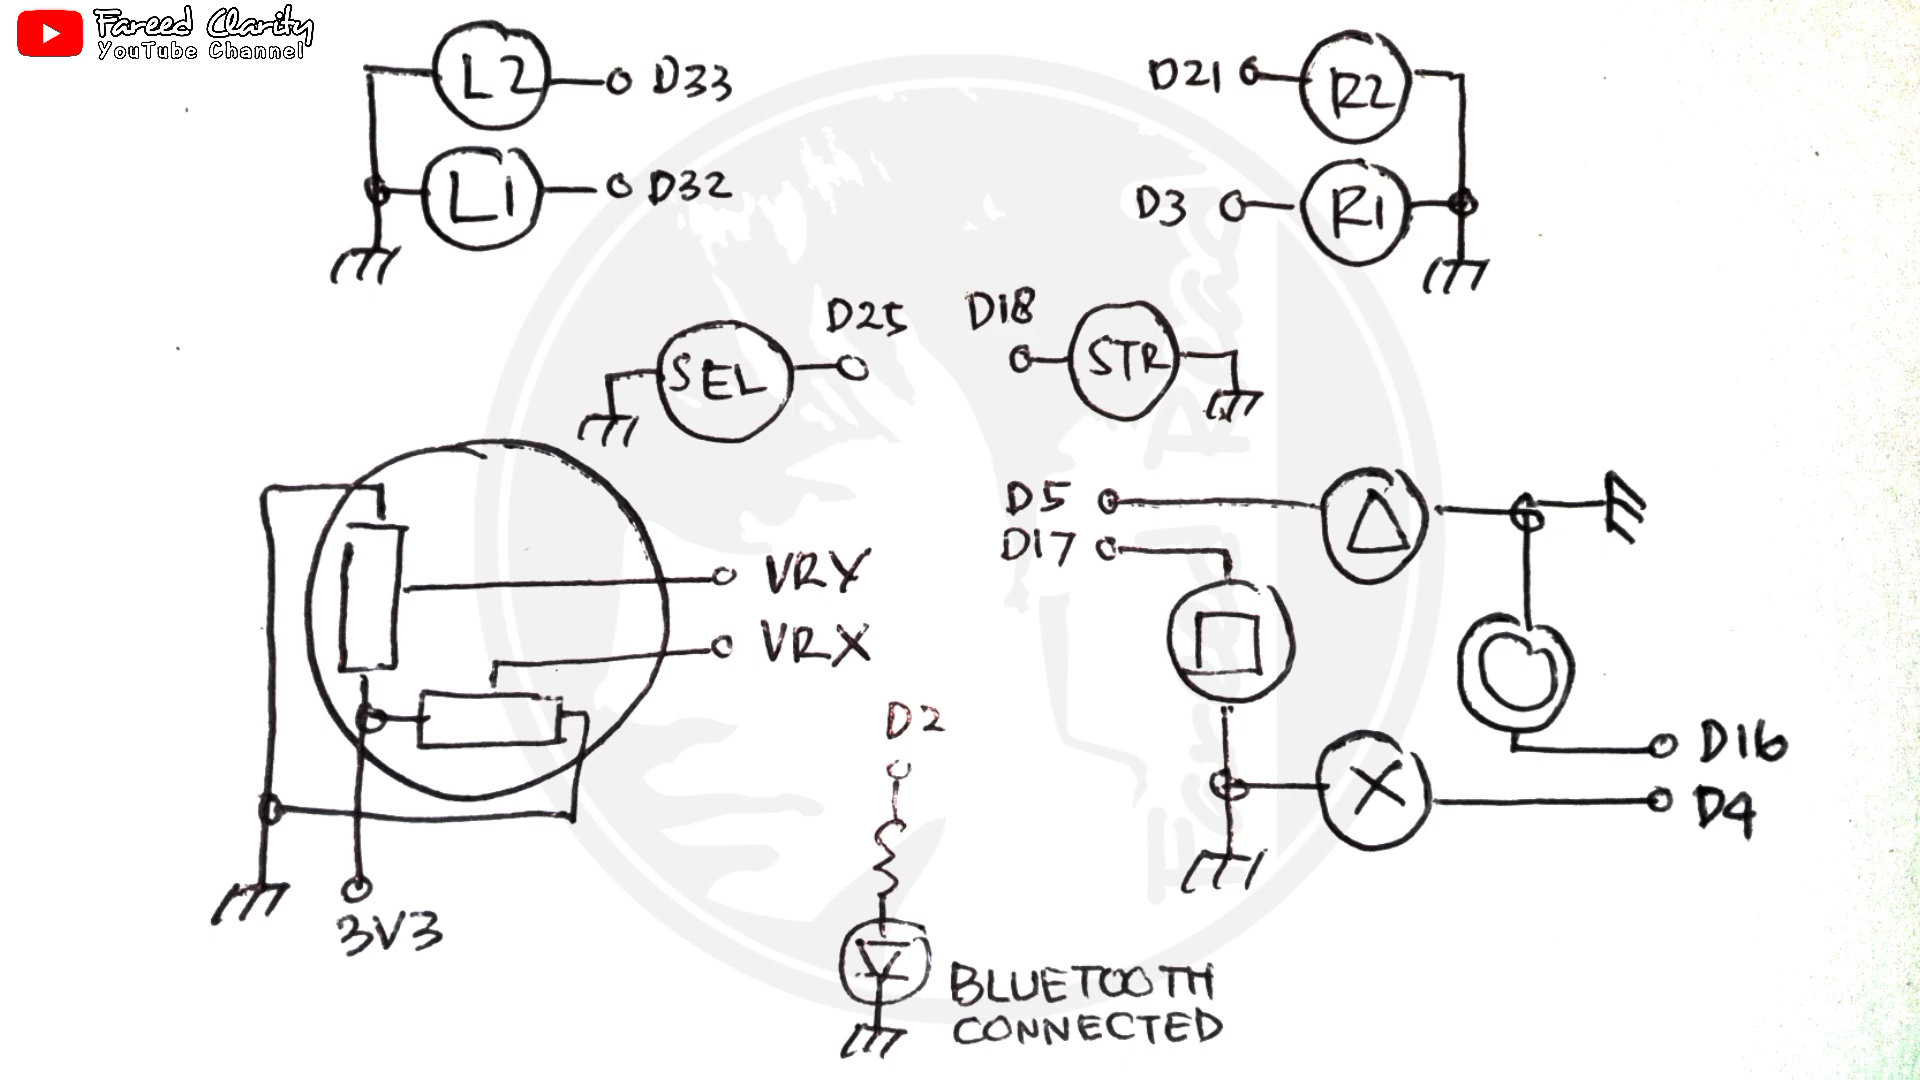 Fareed Clarity
YouTube Channel
L2
D33
D21
R2
L1
D32
D3
R1
SEL
D25
D18
STR
D5
D17
VRY
VRX
D2
D16
X
D4
3V3
BLUETOOTH
CONNECTED